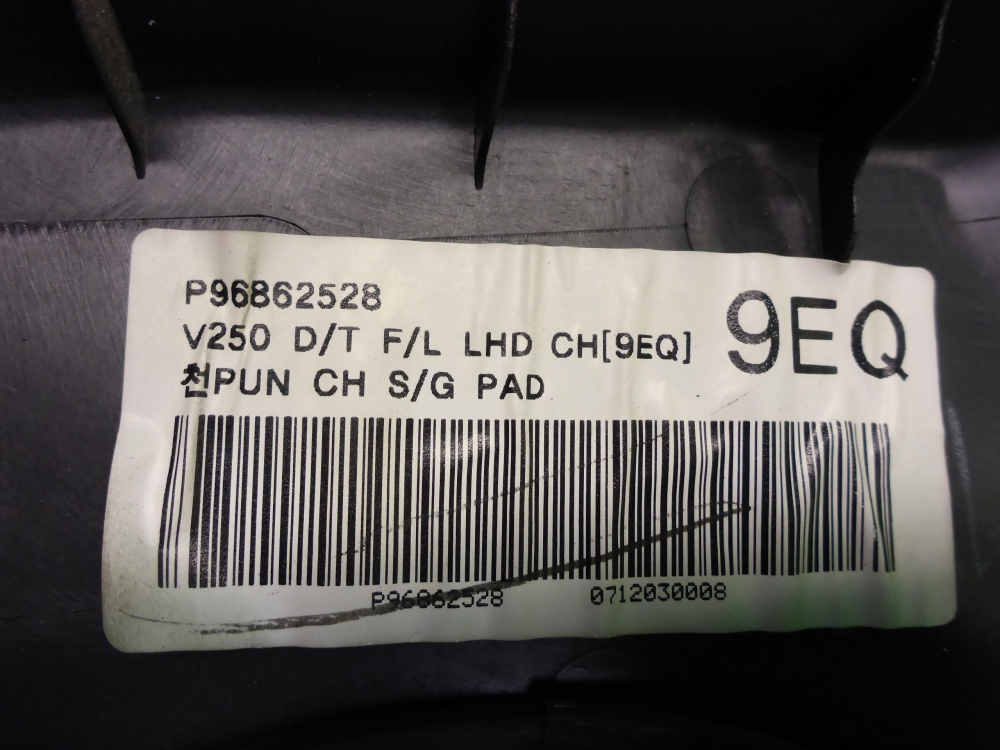 P96862528
V250 D/T F/L LHD CH[9EQ]
9EQ
천PUN CH S/G PAD
P96862528 0712030008